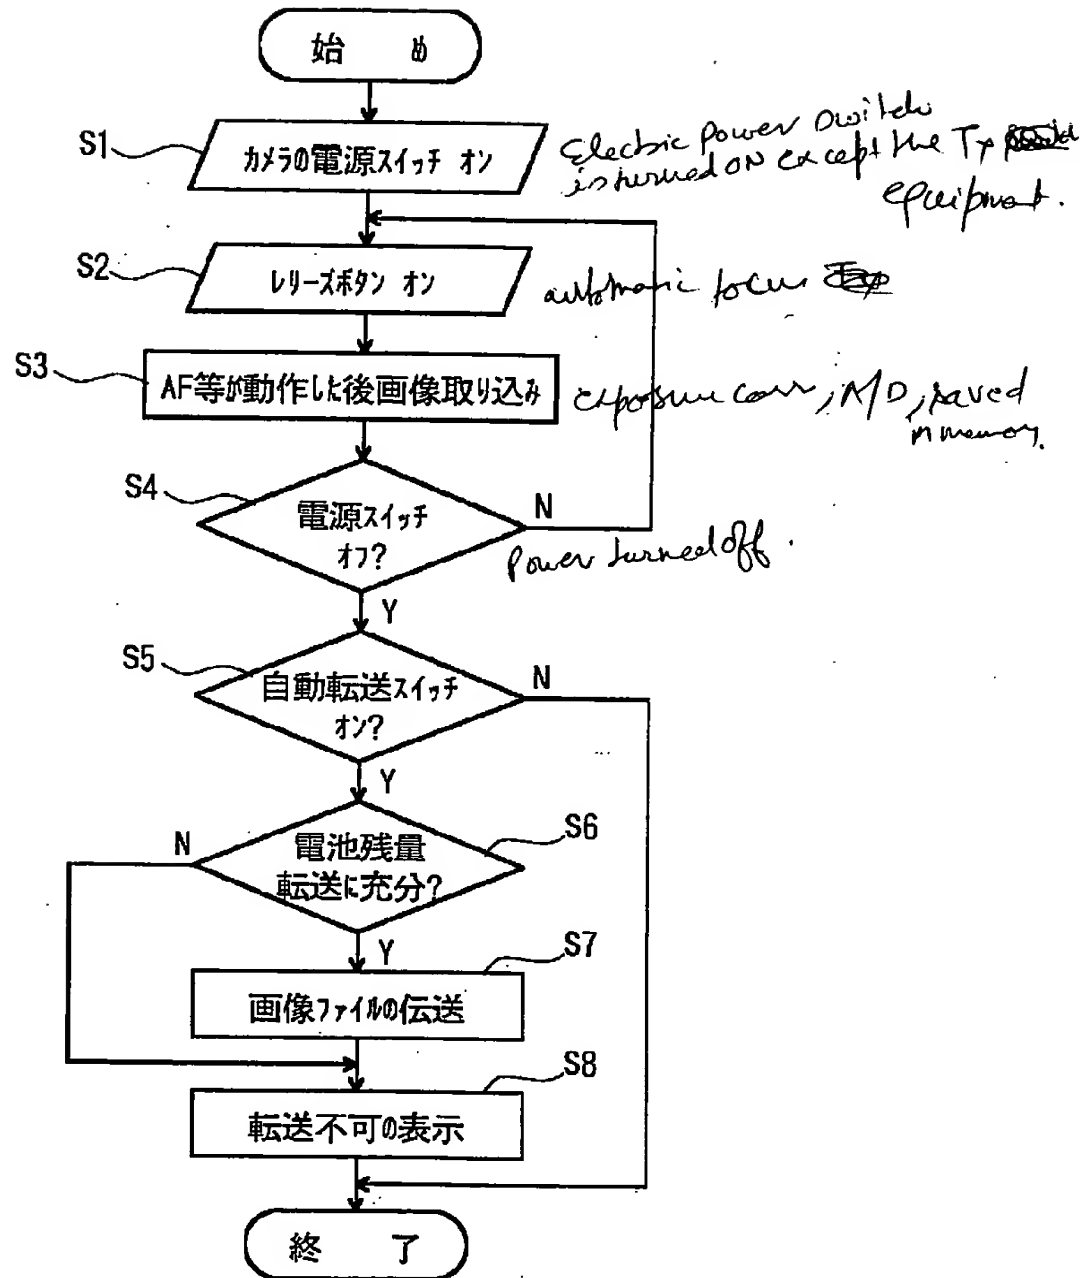 始 め
S1
カメラの電源スイッチ オン
Electric Power switch
is turned ON except the Tx
equipment.
S2
レリーズボタン オン
automatic focus
S3
AF等が動作した後画像取り込み
exposure corr, A/D, saved
in memory.
S4
電源スイッチ
オフ?
N
Power turned off.
Y
S5
自動転送スイッチ
オン?
N
Y
S6
電池残量
転送に充分?
N
Y
S7
画像ファイルの伝送
S8
転送不可の表示
終 了